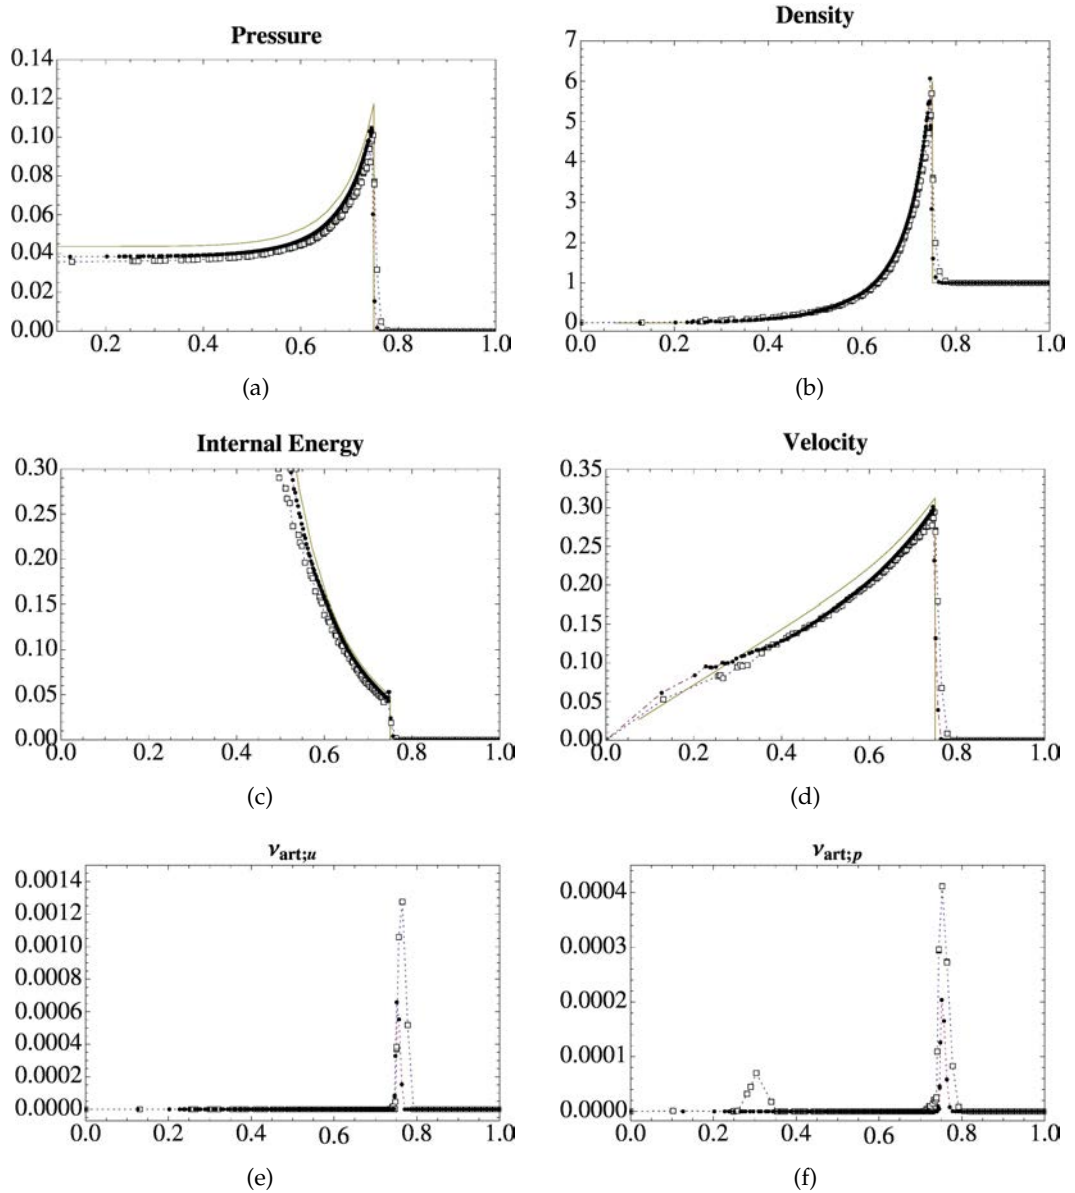 Pressure
0.14
0.12
0.10
0.08
0.06
0.04
0.02
0.00
0.2 0.4 0.6 0.8 1.0
(a)
Density
7
6
5
4
3
2
1
0
0.0 0.2 0.4 0.6 0.8 1.0
(b)
Internal Energy
0.30
0.25
0.20
0.15
0.10
0.05
0.00
0.0 0.2 0.4 0.6 0.8 1.0
(c)
Velocity
0.35
0.30
0.25
0.20
0.15
0.10
0.05
0.00
0.0 0.2 0.4 0.6 0.8 1.0
(d)
νart;u
0.0014
0.0012
0.0010
0.0008
0.0006
0.0004
0.0002
0.0000
0.0 0.2 0.4 0.6 0.8 1.0
(e)
νart;p
0.0004
0.0003
0.0002
0.0001
0.0000
0.0 0.2 0.4 0.6 0.8 1.0
(f)